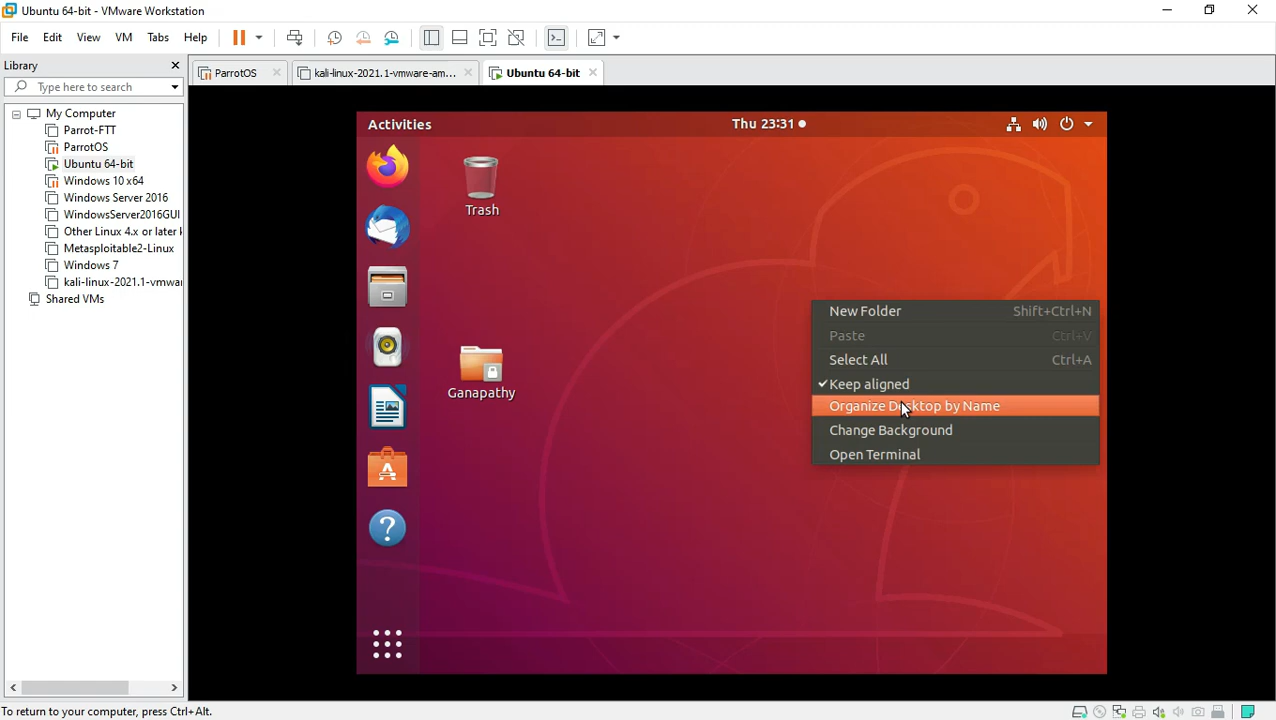 Ubuntu 64-bit - VMware Workstation
File Edit View VM Tabs Help
Library
Type here to search
My Computer
Parrot-FTT
ParrotOS
Ubuntu 64-bit
Windows 10 x64
Windows Server 2016
WindowsServer2016GUI
Other Linux 4.x or later k
Metasploitable2-Linux
Windows 7
kali-linux-2021.1-vmwar
Shared VMs
ParrotOS
kali-linux-2021.1-vmware-am...
Ubuntu 64-bit
Activities
Thu 23:31
Trash
Ganapathy
New Folder Shift+Ctrl+N
Paste Ctrl+V
Select All Ctrl+A
Keep aligned
Organize Desktop by Name
Change Background
Open Terminal
To return to your computer, press Ctrl+Alt.